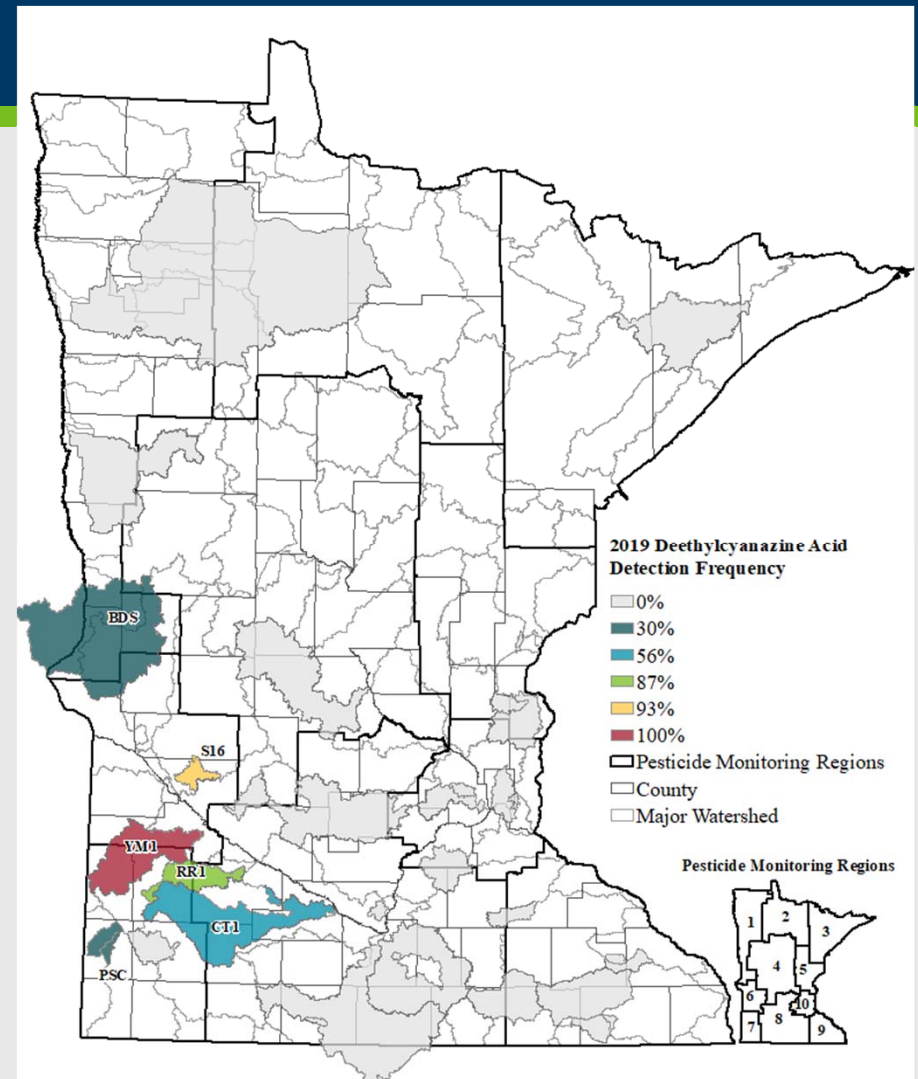 BDS
2019 Deethylcyanazine Acid
Detection Frequency
0%
30%
56%
87%
93%
100%
Pesticide Monitoring Regions
County
Major Watershed
S16
YM1
RR1
CT1
PSC
Pesticide Monitoring Regions
1
2
3
4
5
6
10
7
8
9